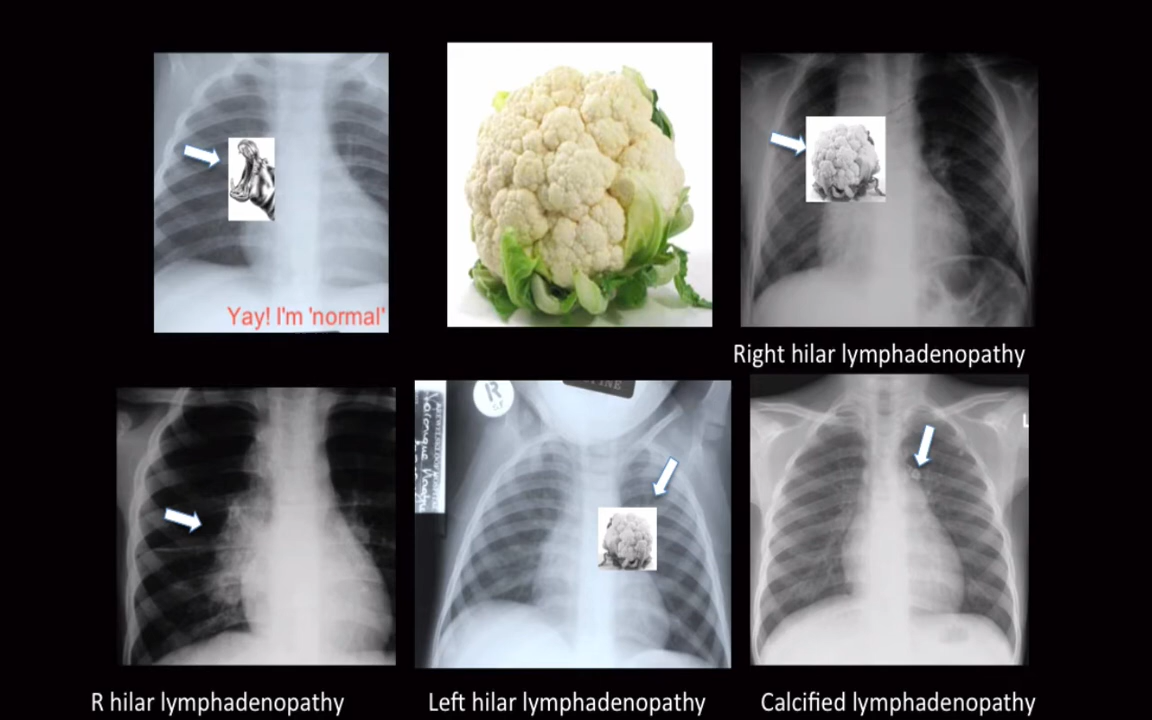 Yay! I'm 'normal'
Right hilar lymphadenopathy
R
L
R hilar lymphadenopathy
Left hilar lymphadenopathy
Calcified lymphadenopathy